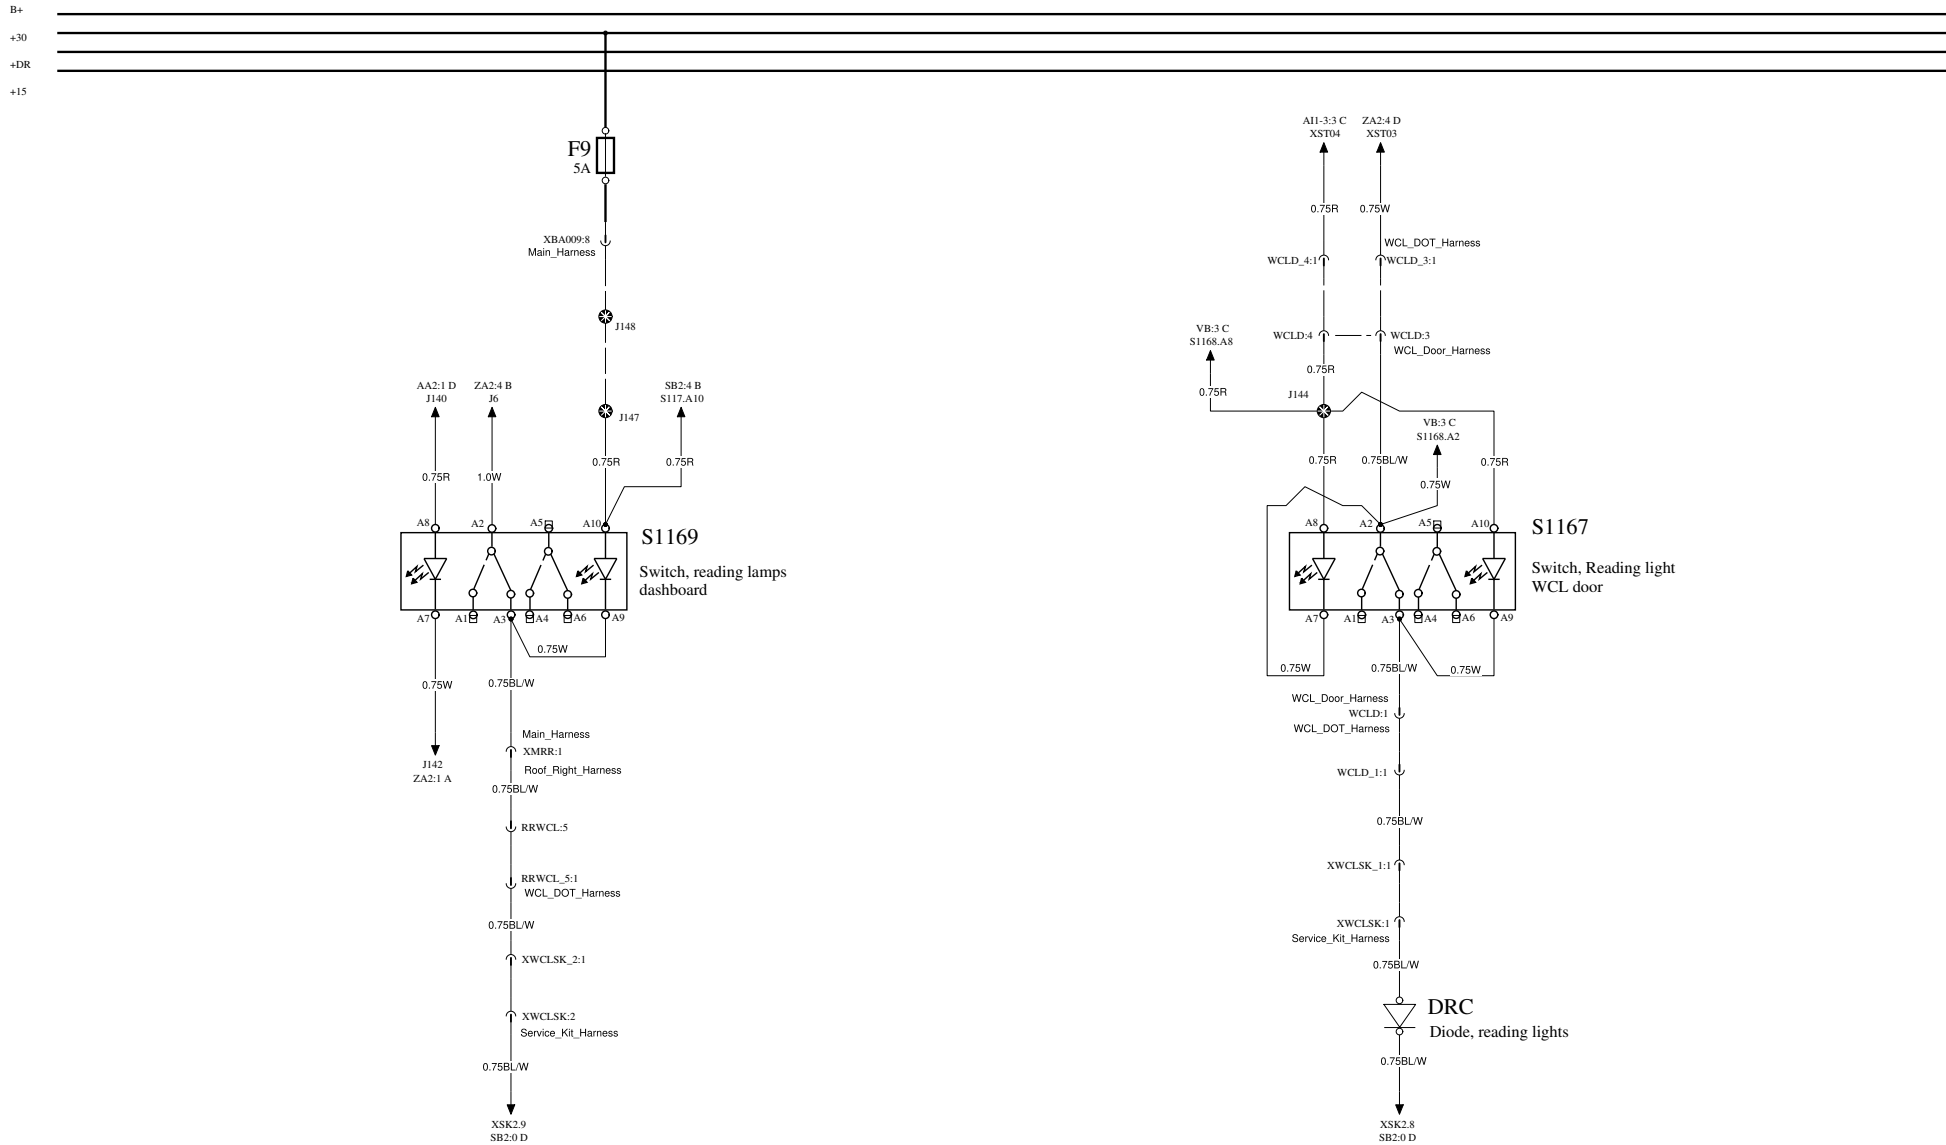 B+
+30
+DR
+15
F9
5A
XBA009:8
Main_Harness
J148
J147
AA2:1 D
J140
ZA2:4 B
J6
SB2:4 B
S117.A10
0.75R
1.0W
0.75R
0.75R
A8
A2
A5
A10
S1169
Switch, reading lamps
dashboard
A7
A1
A3
A4
A6
A9
0.75W
0.75W
0.75BL/W
J142
ZA2:1 A
Main_Harness
XMRR:1
Roof_Right_Harness
0.75BL/W
RRWCL:5
RRWCL_5:1
WCL_DOT_Harness
0.75BL/W
XWCLSK_2:1
XWCLSK:2
Service_Kit_Harness
0.75BL/W
XSK2.9
SB2:0 D
AI1-3:3 C
XST04
ZA2:4 D
XST03
0.75R
0.75W
WCL_DOT_Harness
WCLD_4:1
WCLD_3:1
VB:3 C
S1168.A8
WCLD:4
WCLD:3
WCL_Door_Harness
0.75R
0.75R
J144
VB:3 C
S1168.A2
0.75R
0.75BL/W
0.75R
0.75W
A8
A2
A5
A10
S1167
Switch, Reading light
WCL door
A7
A1
A3
A4
A6
A9
0.75W
0.75BL/W
0.75W
WCL_Door_Harness
WCLD:1
WCL_DOT_Harness
WCLD_1:1
0.75BL/W
XWCLSK_1:1
XWCLSK:1
Service_Kit_Harness
0.75BL/W
DRC
Diode, reading lights
0.75BL/W
XSK2.8
SB2:0 D